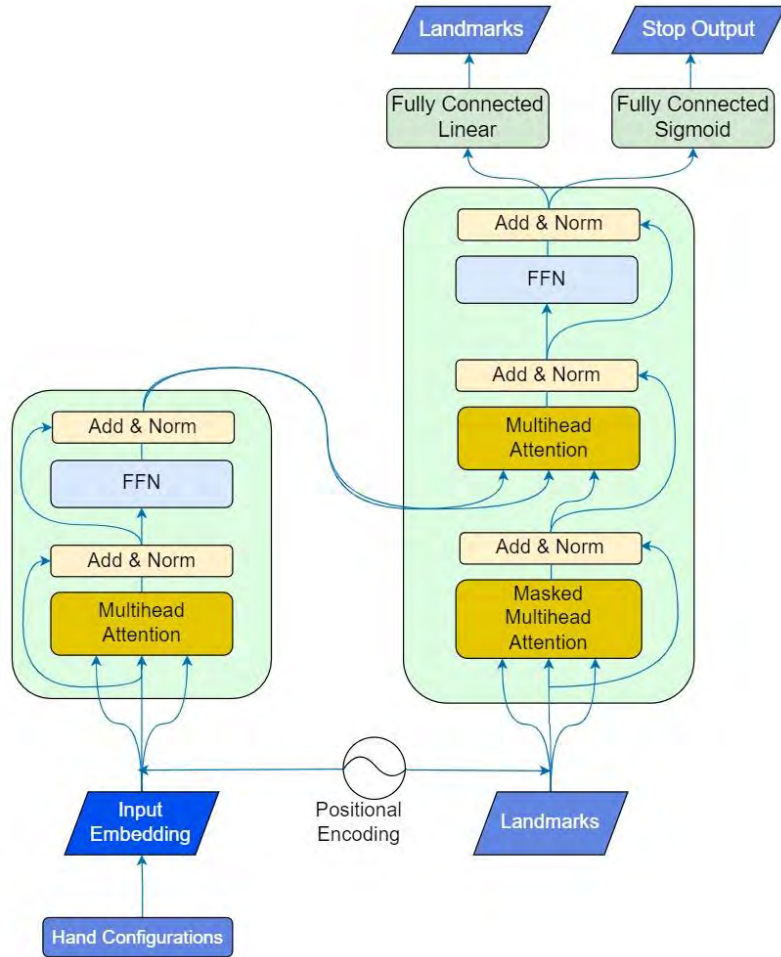 Landmarks
Stop Output
Fully Connected
Linear
Fully Connected
Sigmoid
Add & Norm
FFN
Add & Norm
Multihead
Attention
Add & Norm
Masked
Multihead
Attention
Add & Norm
FFN
Add & Norm
Multihead
Attention
Positional
Encoding
Input
Embedding
Landmarks
Hand Configurations